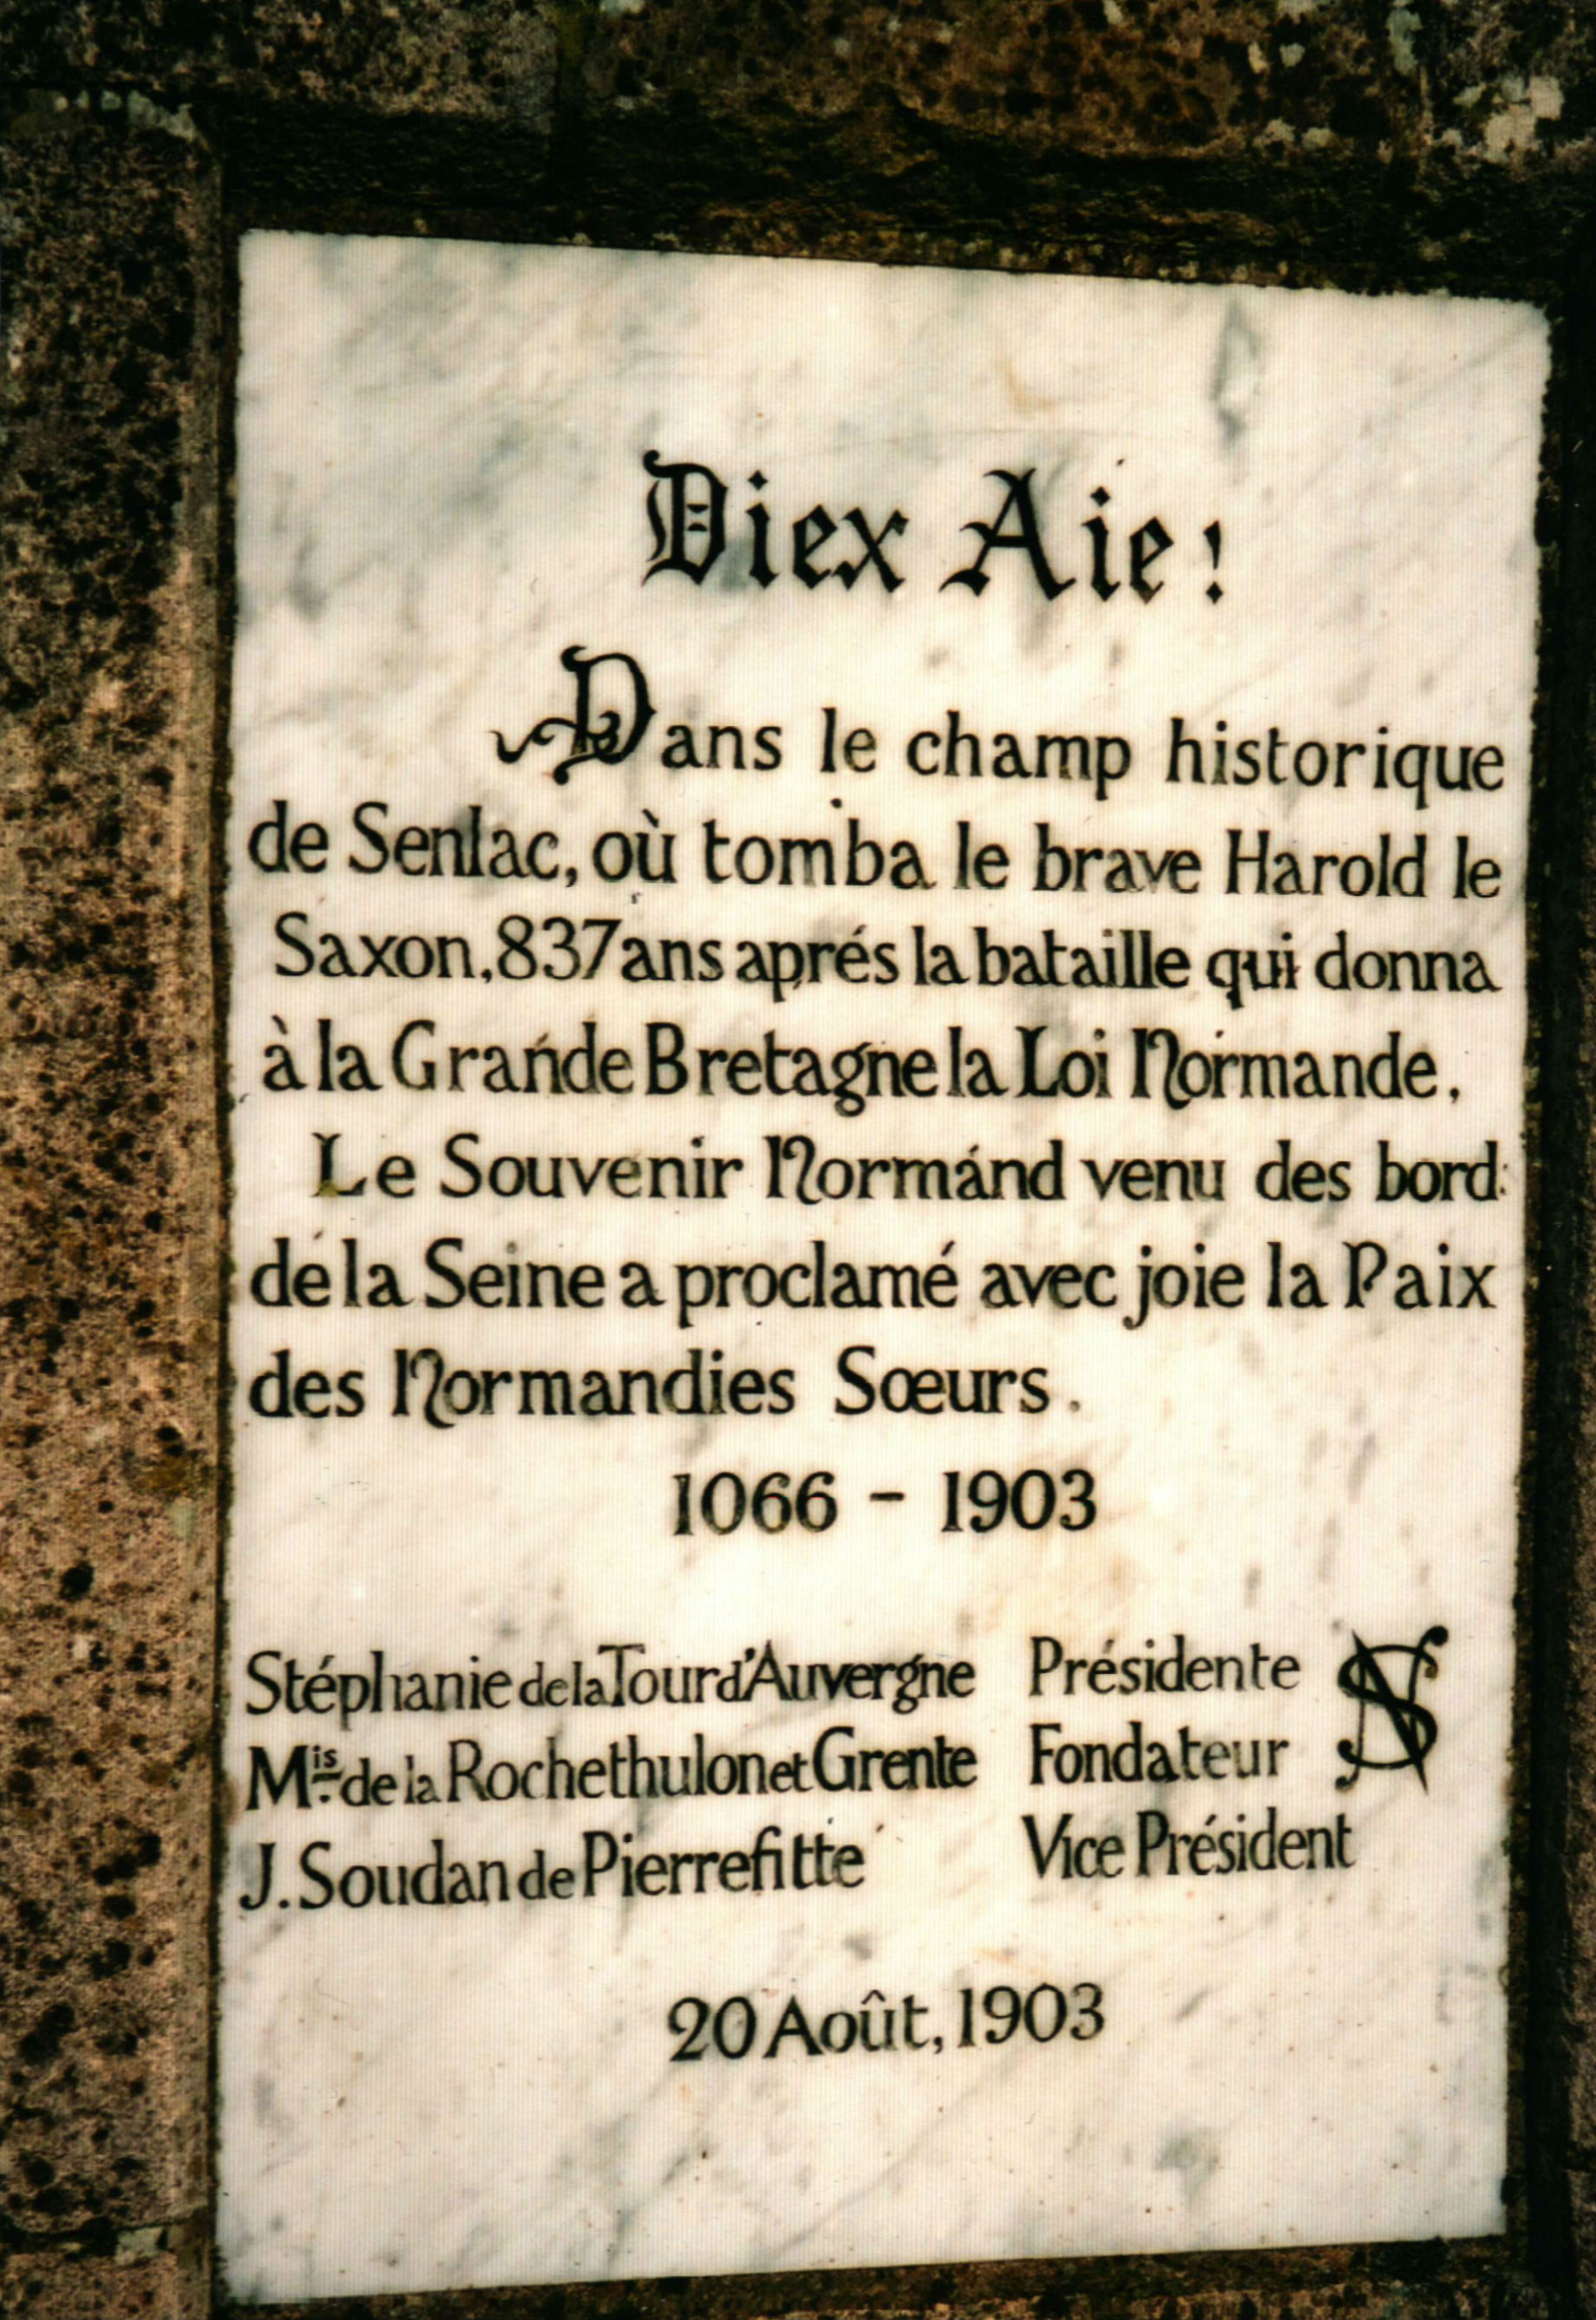 Diex Aie!
Dans le champ historique
de Senlac, où tomba le brave Harold le
Saxon, 837 ans aprés la bataille qui donna
à la Grande Bretagne la Loi Normande.
Le Souvenir Normand venu des bords
de la Seine a proclamé avec joie la Paix
des Normandies Sœurs.
1066 - 1903
Stéphanie de la Tour d'Auvergne Présidente
Mis. de la Rochethulon et Grente Fondateur
J. Soudan de Pierrefitte Vice Président
SN
20 Août, 1903